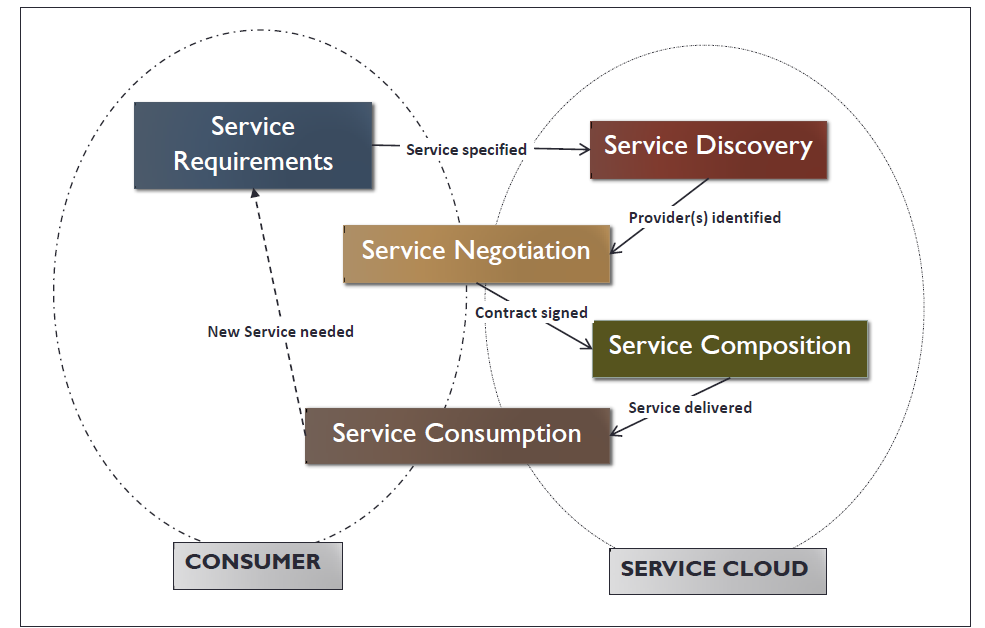 Service
Requirements
Service specified
Service Discovery
Provider(s) identified
Service Negotiation
Contract signed
New Service needed
Service Composition
Service delivered
Service Consumption
CONSUMER
SERVICE CLOUD